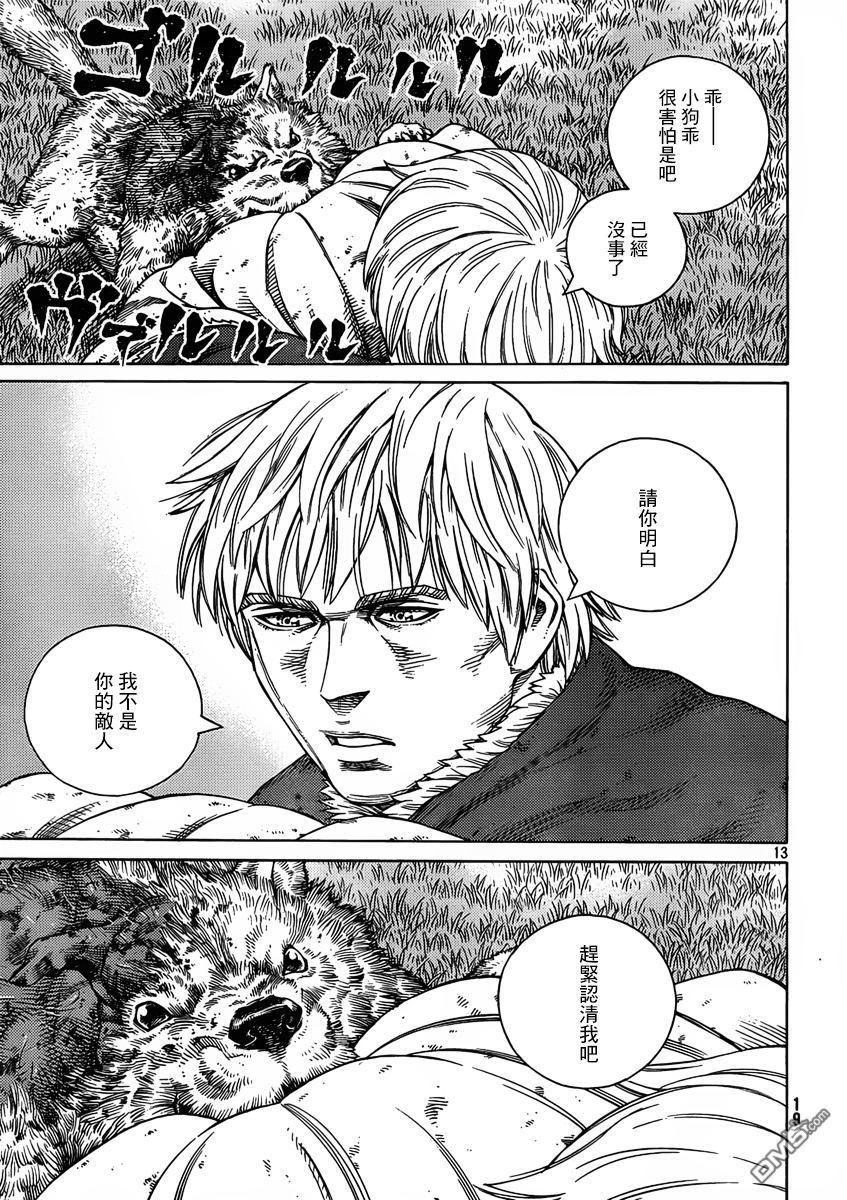 ゴルルルル
乖──
小狗乖
很害怕是吧
已經
沒事了
ヴゥデルルルル
請你明白
我不是
你的敵人
13
趕緊認清我吧
DM5.com